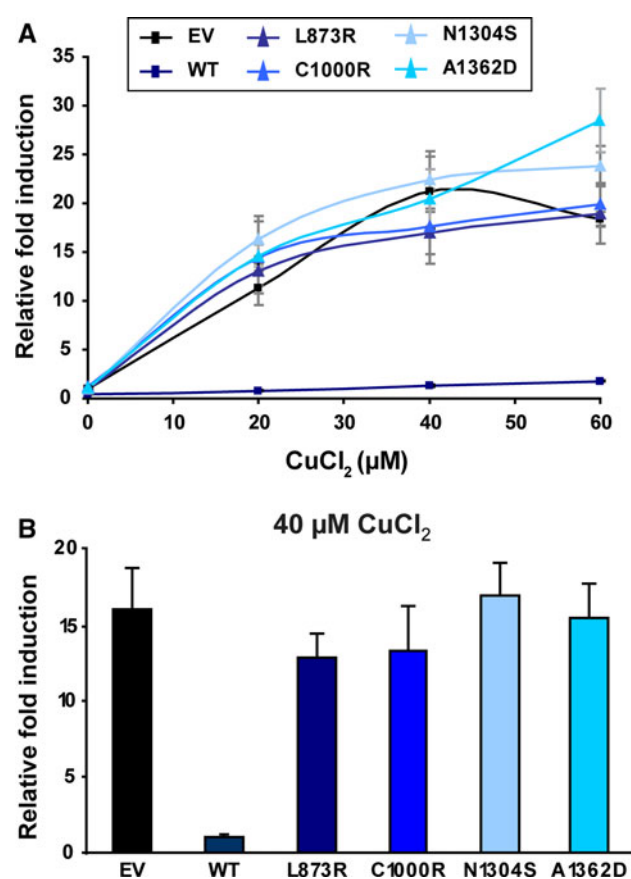 A
EV L873R N1304S
WT C1000R A1362D
35
30
25
20
15
10
5
0
Relative fold induction
0 10 20 30 40 50 60
CuCl₂ (µM)
B
40 µM CuCl₂
20
15
10
5
0
Relative fold induction
EV WT L873R C1000R N1304S A1362D